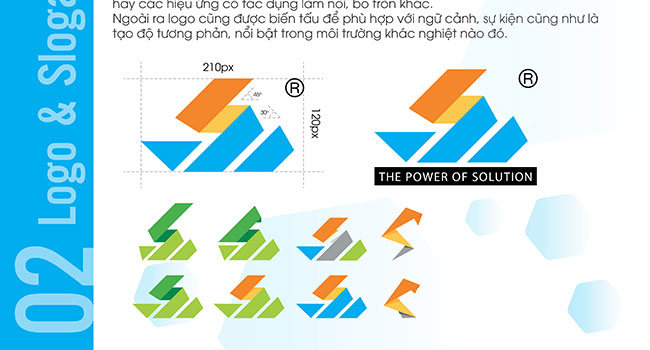 hay các hiệu ứng có tác dụng làm nổi, bo tròn khác.
Ngoài ra logo cũng được biến tấu để phù hợp với ngữ cảnh, sự kiện cũng như là
tạo độ tương phản, nổi bật trong môi trường khác nghiệt nào đó.
210px
®
48°
30°
120px
®
THE POWER OF SOLUTION
02 Logo & Sloga